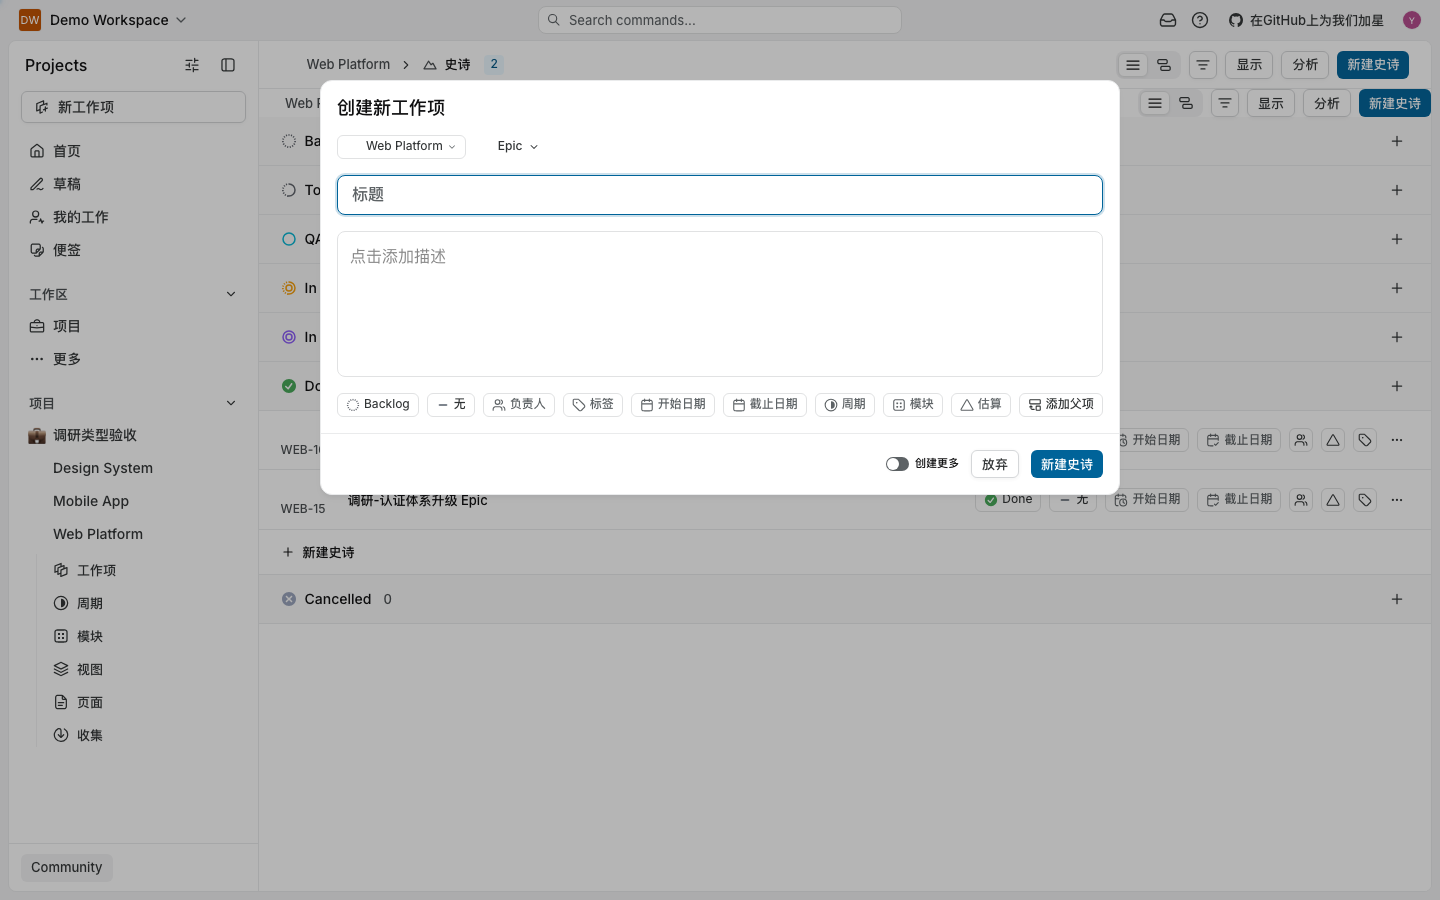 DW Demo Workspace
Search commands...
在GitHub上为我们加星
Y
Projects
新工作项
首页
草稿
我的工作
便签
工作区
项目
更多
项目
调研类型验收
Design System
Mobile App
Web Platform
工作项
周期
模块
视图
页面
收集
Community
Web Platform 史诗 2
显示 分析 新建史诗
Web P
显示 分析 新建史诗
Ba
To
QA
In
In
Do
创建新工作项
Web Platform Epic
标题
点击添加描述
Backlog 无 负责人 标签 开始日期 截止日期 周期 模块 估算 添加父项
创建更多 放弃 新建史诗
开始日期 截止日期
WEB-15 调研-认证体系升级 Epic Done 无 开始日期 截止日期
新建史诗
Cancelled 0